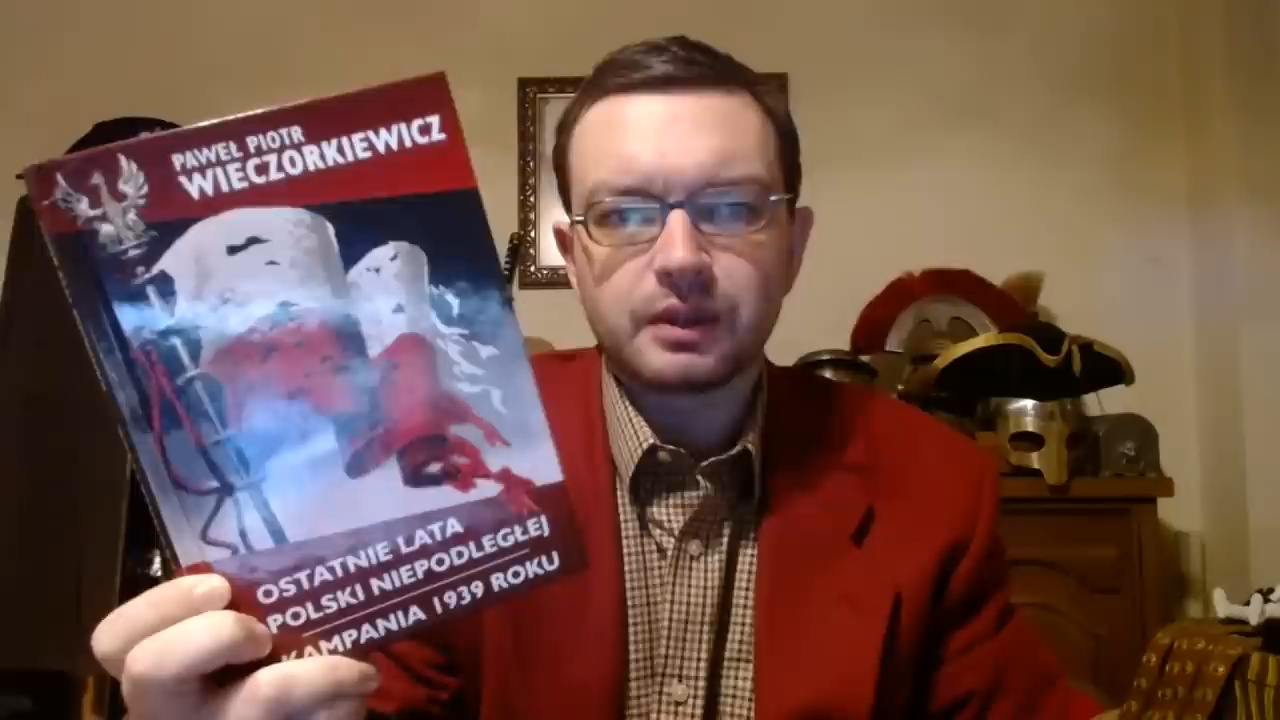 PAWEŁ PIOTR
WIECZORKIEWICZ
OSTATNIE LATA
POLSKI NIEPODLEGŁEJ
KAMPANIA 1939 ROKU